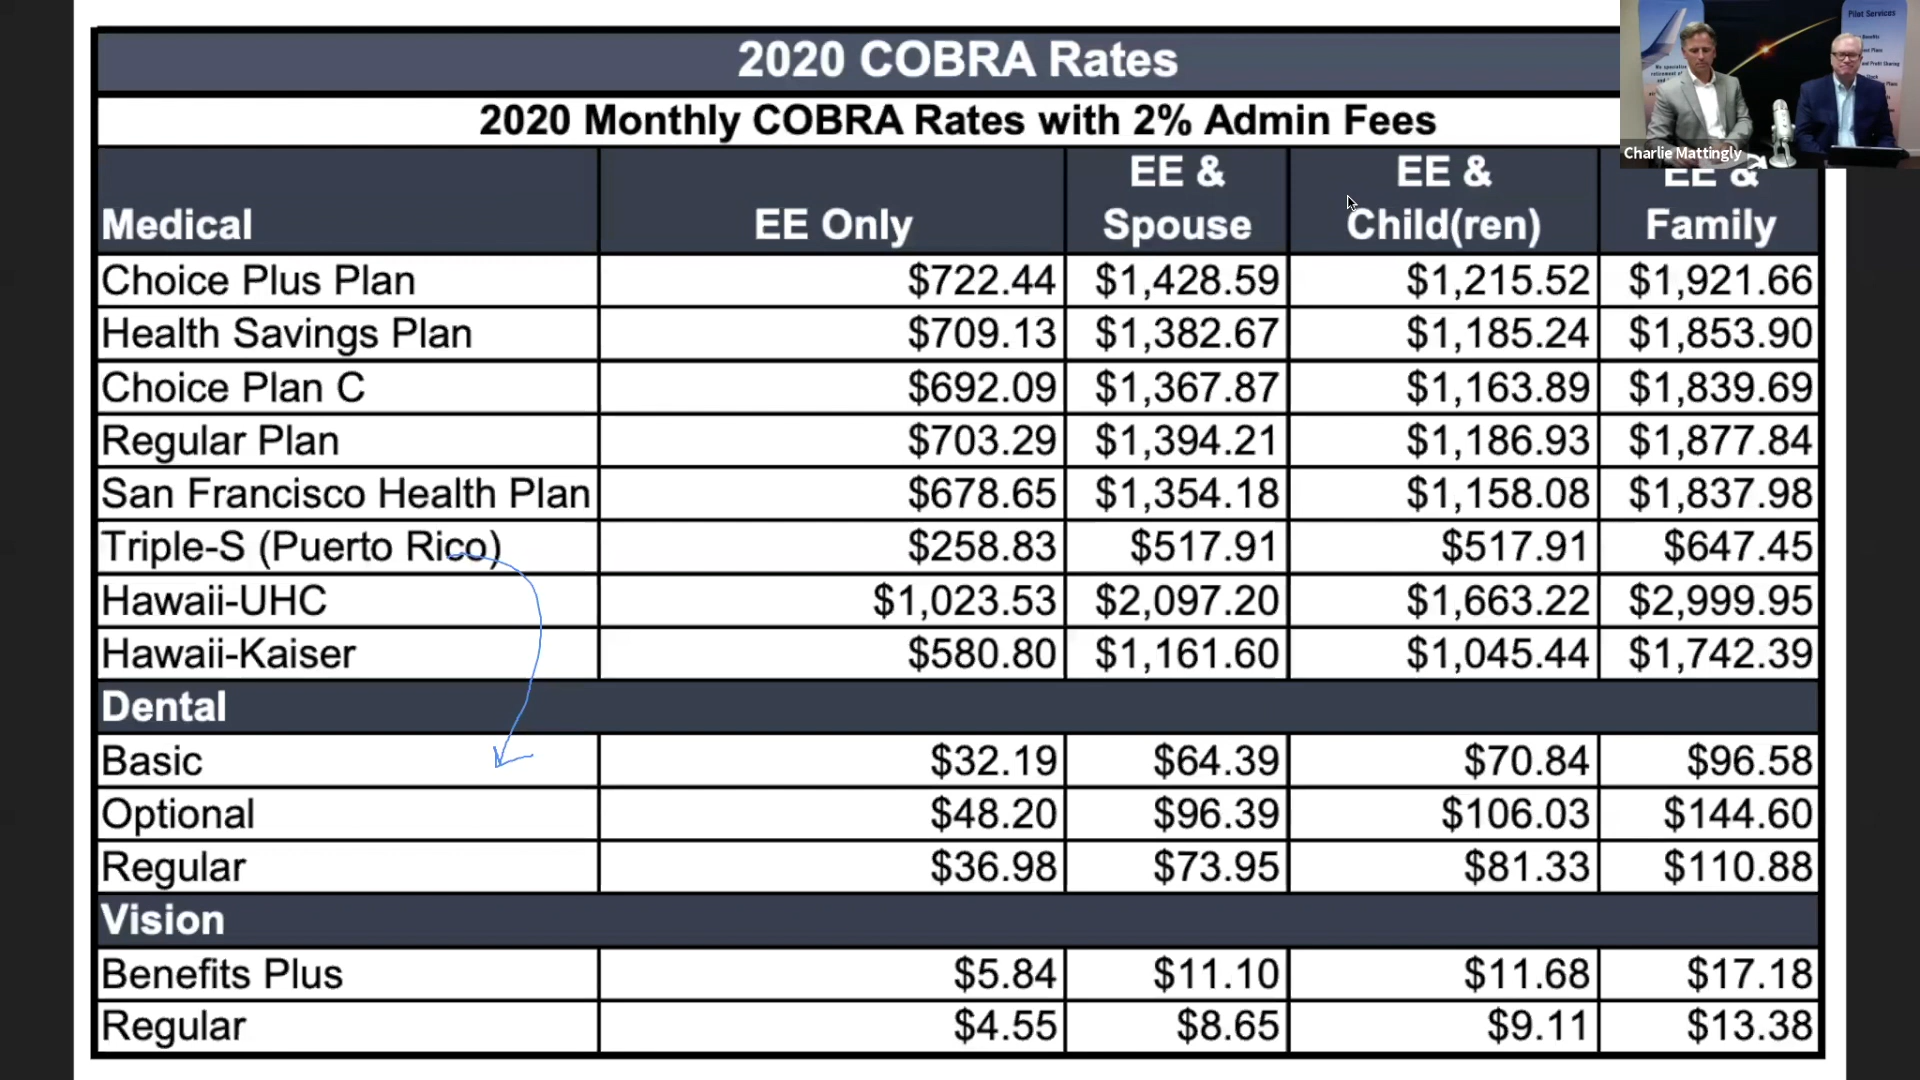 2020 COBRA Rates
2020 Monthly COBRA Rates with 2% Admin Fees
Medical EE Only EE & Spouse EE & Child(ren) EE & Family
Choice Plus Plan $722.44 $1,428.59 $1,215.52 $1,921.66
Health Savings Plan $709.13 $1,382.67 $1,185.24 $1,853.90
Choice Plan C $692.09 $1,367.87 $1,163.89 $1,839.69
Regular Plan $703.29 $1,394.21 $1,186.93 $1,877.84
San Francisco Health Plan $678.65 $1,354.18 $1,158.08 $1,837.98
Triple-S (Puerto Rico) $258.83 $517.91 $517.91 $647.45
Hawaii-UHC $1,023.53 $2,097.20 $1,663.22 $2,999.95
Hawaii-Kaiser $580.80 $1,161.60 $1,045.44 $1,742.39
Dental
Basic $32.19 $64.39 $70.84 $96.58
Optional $48.20 $96.39 $106.03 $144.60
Regular $36.98 $73.95 $81.33 $110.88
Vision
Benefits Plus $5.84 $11.10 $11.68 $17.18
Regular $4.55 $8.65 $9.11 $13.38
Pilot Services
Charlie Mattingly